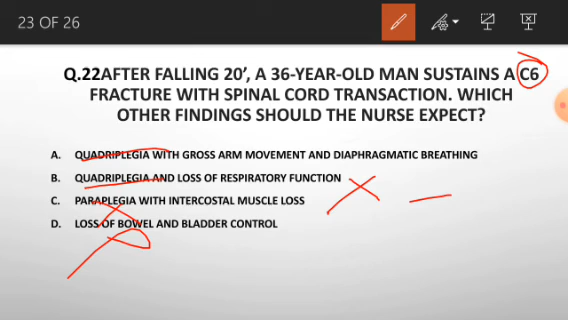 23 OF 26
Q.22AFTER FALLING 20', A 36-YEAR-OLD MAN SUSTAINS A C6
FRACTURE WITH SPINAL CORD TRANSACTION. WHICH
OTHER FINDINGS SHOULD THE NURSE EXPECT?
A. QUADRIPLEGIA WITH GROSS ARM MOVEMENT AND DIAPHRAGMATIC BREATHING
B. QUADRIPLEGIA AND LOSS OF RESPIRATORY FUNCTION
C. PARAPLEGIA WITH INTERCOSTAL MUSCLE LOSS
D. LOSS OF BOWEL AND BLADDER CONTROL